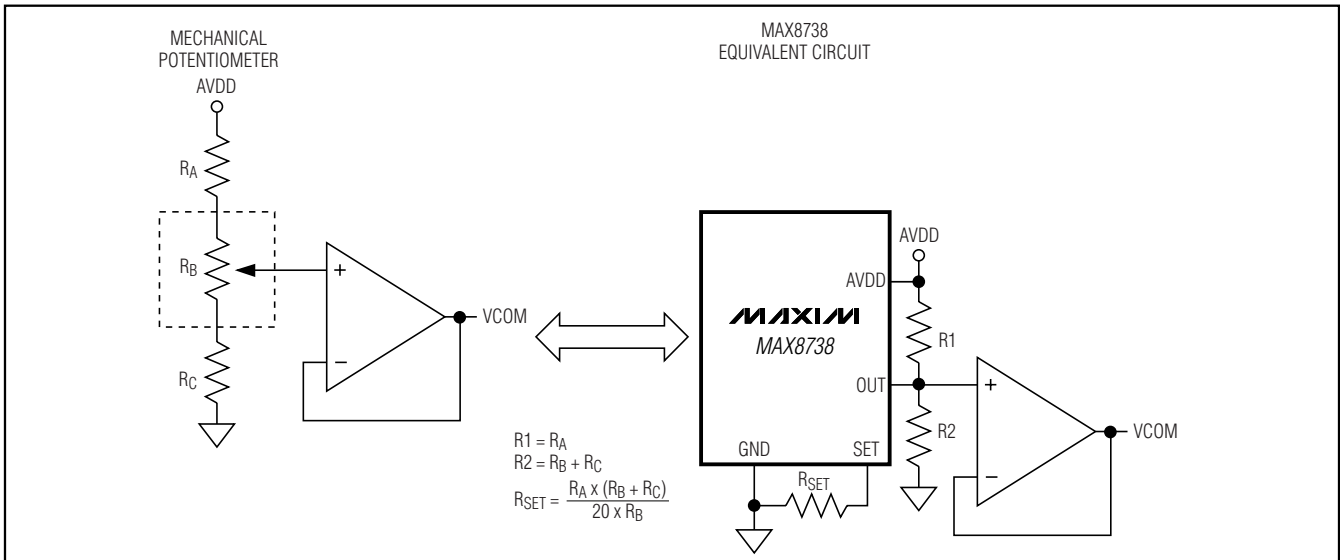 MECHANICAL
POTENTIOMETER
AVDD
RA
RB
RC
+
−
VCOM
R1 = RA
R2 = RB + RC
RSET = RA x (RB + RC)
20 x RB
MAX8738
EQUIVALENT CIRCUIT
AVDD
AVDD
MAXIM
MAX8738
R1
OUT
R2
GND
SET
RSET
+
−
VCOM